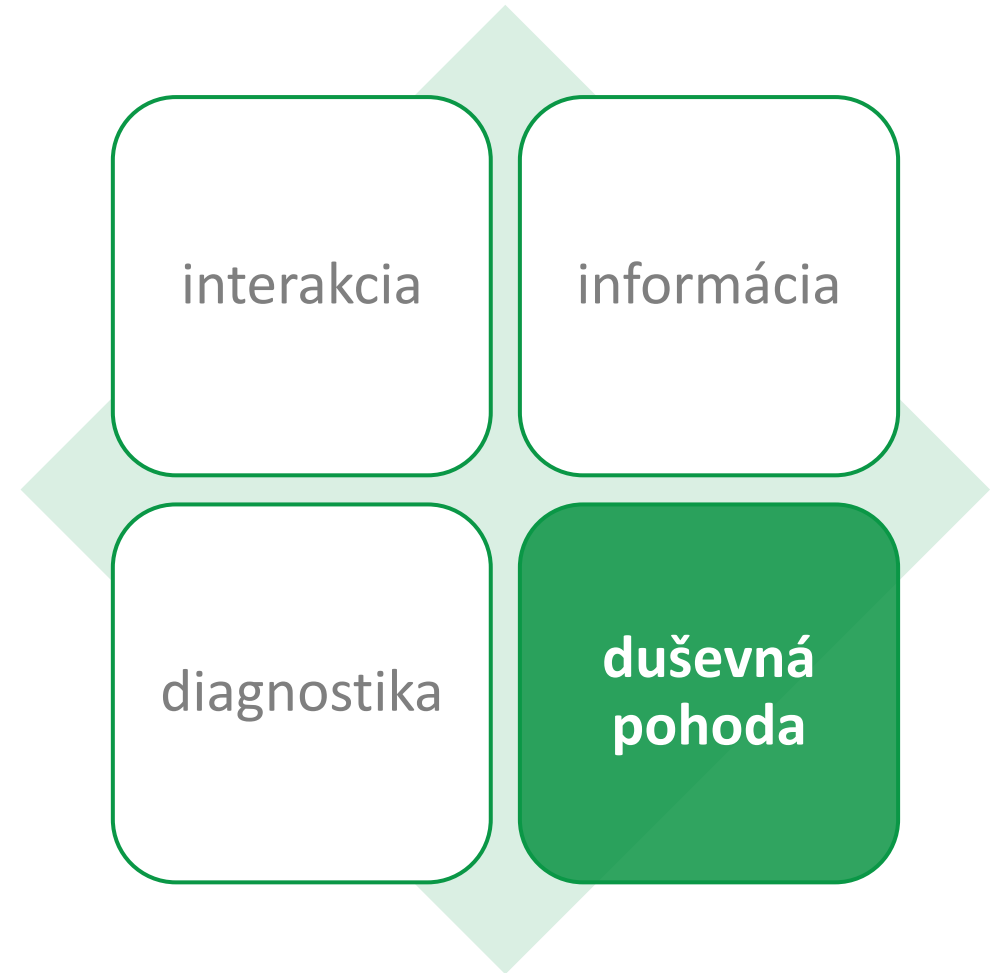 interakcia
informácia
diagnostika
duševná
pohoda